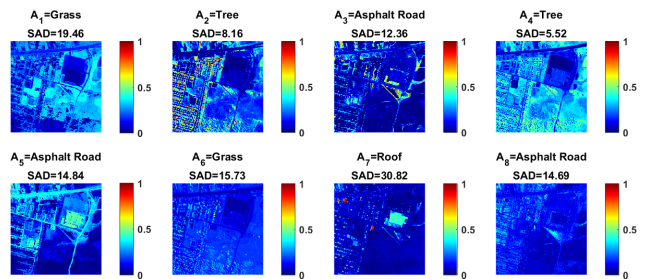 A₁=Grass
SAD=19.46
1
0.5
0
A₂=Tree
SAD=8.16
1
0.5
0
A₃=Asphalt Road
SAD=12.36
1
0.5
0
A₄=Tree
SAD=5.52
1
0.5
0
A₅=Asphalt Road
SAD=14.84
1
0.5
0
A₆=Grass
SAD=15.73
1
0.5
0
A₇=Roof
SAD=30.82
1
0.5
0
A₈=Asphalt Road
SAD=14.69
1
0.5
0